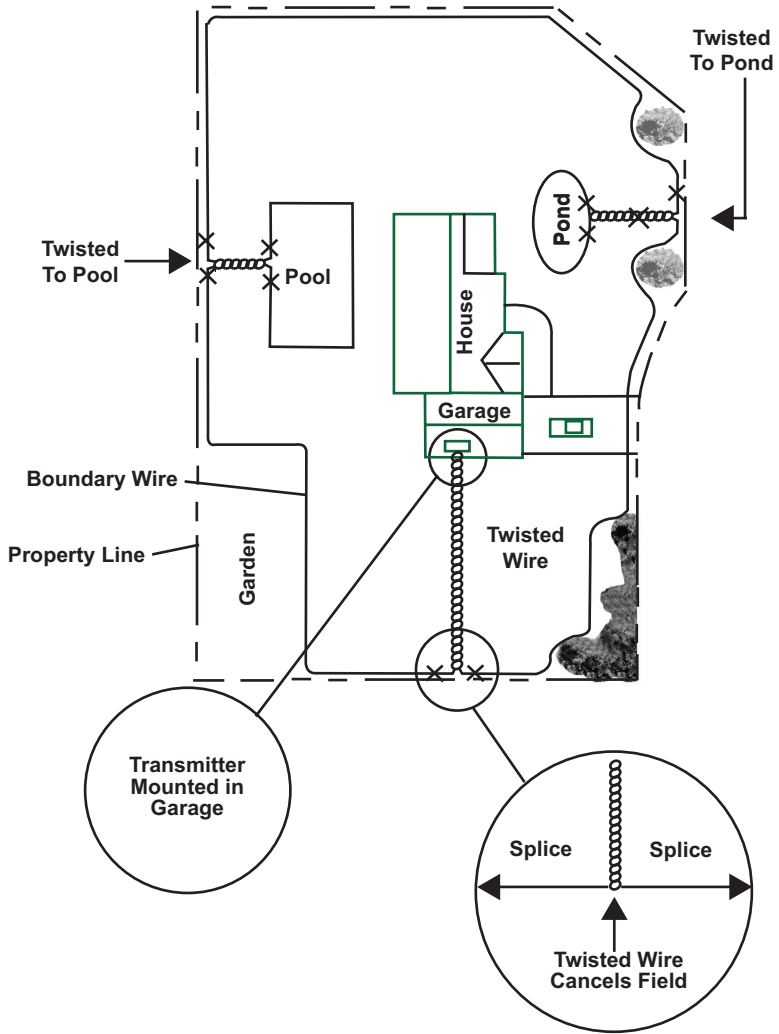 Twisted
To Pond
Pond
Twisted
To Pool
Pool
House
Garage
Boundary Wire
Twisted
Wire
Property Line
Garden
Transmitter
Mounted in
Garage
Splice
Splice
Twisted Wire
Cancels Field